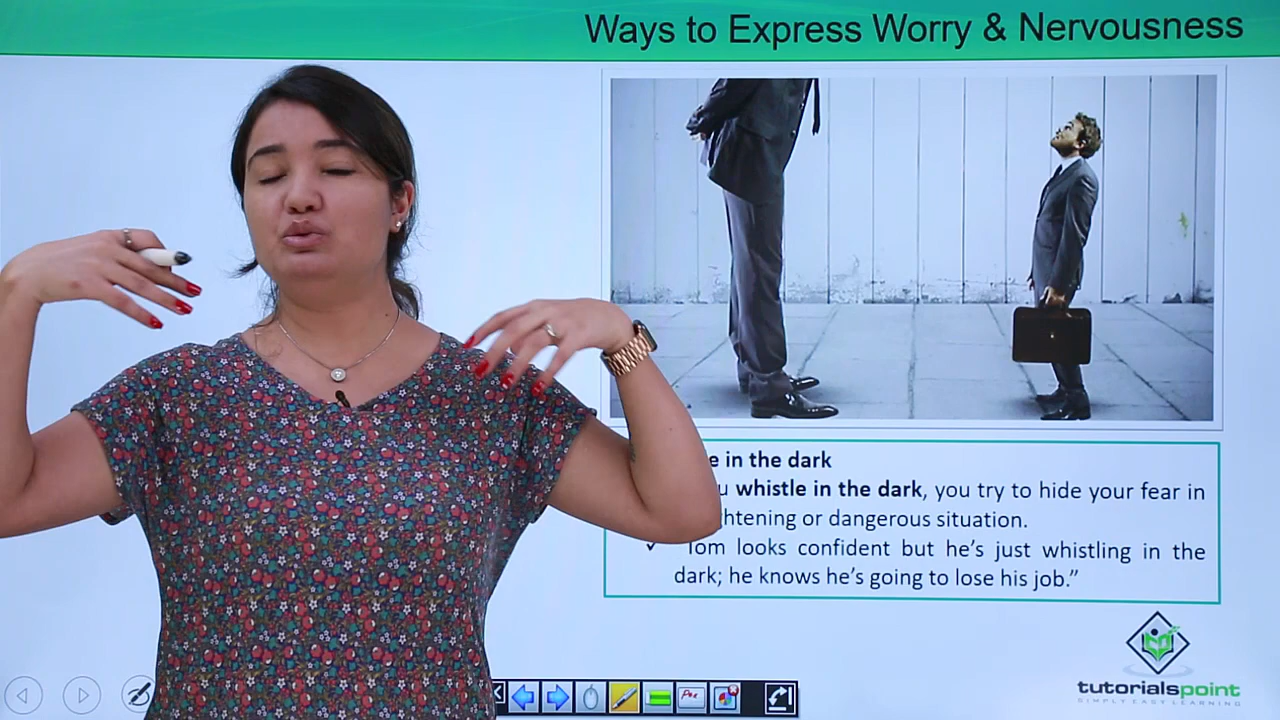 Ways to Express Worry & Nervousness
in the dark
whistle in the dark, you try to hide your fear in
or dangerous situation.
"Tom looks confident but he's just whistling in the
dark; he knows he's going to lose his job."
tutorialspoint
SIMPLY EASY LEARNING